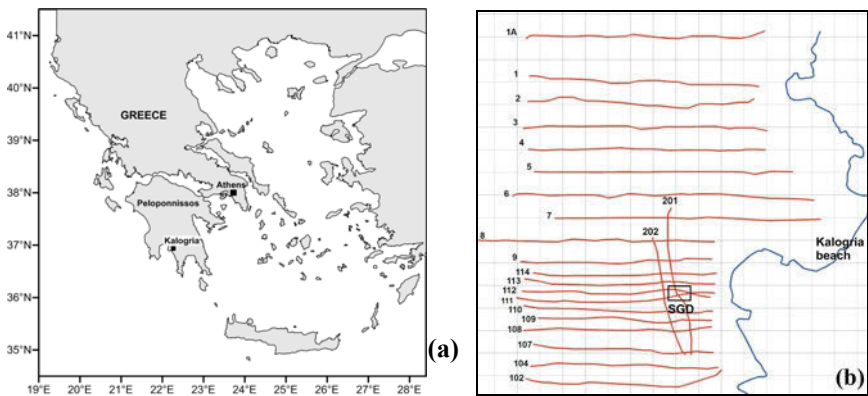 41°N
40°N
39°N
38°N
37°N
36°N
35°N
GREECE
Athens
Peloponnisos
Kalogria
19°E 20°E 21°E 22°E 23°E 24°E 25°E 26°E 27°E 28°E
(a)
1A
1
2
3
4
5
6
201
7
202
8
Kalogria
beach
9
114
113
112
111
SGD
110
109
108
107
104
102
(b)